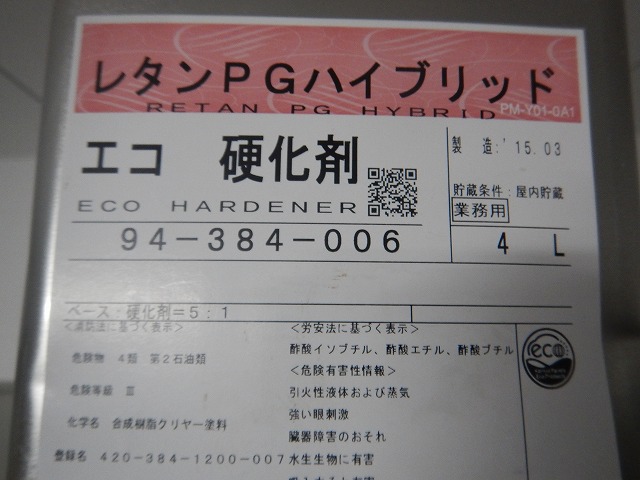 レタンPGハイブリッド
RETAN PG HYBRID
PM-Y01-0A1
エコ 硬化剤
ECO HARDENER
製 造:'15.03
貯蔵条件:屋内貯蔵
業務用
94-384-006
4 L
ベース:硬化剤=5:1
<消防法に基づく表示>
危険物 4類 第2石油類
危険等級 Ⅲ
化学名 合成樹脂クリヤー塗料
登録名 420-384-1200-007
<労安法に基づく表示>
酢酸イソブチル、酢酸エチル、酢酸ブチル
<危険有害性情報>
引火性液体および蒸気
強い眼刺激
臓器障害のおそれ
水生生物に有害
eco